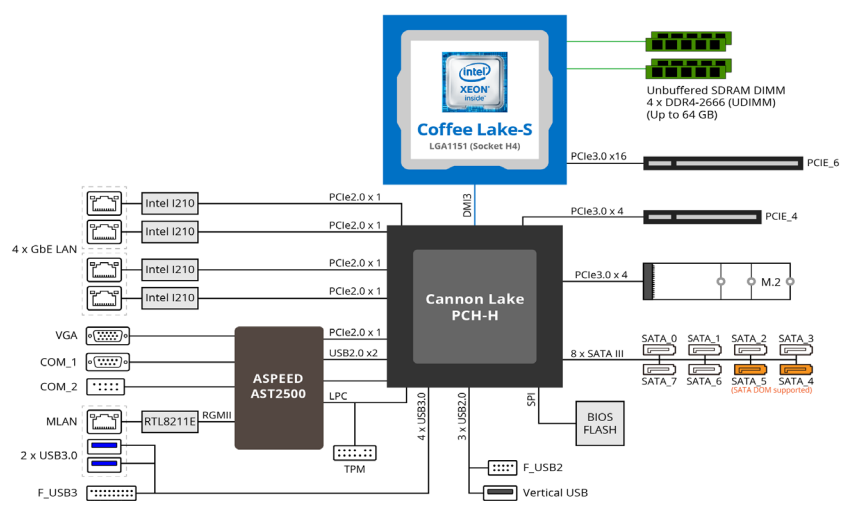 intel
XEON
inside
Coffee Lake-S
LGA1151 (Socket H4)
Unbuffered SDRAM DIMM
4 x DDR4-2666 (UDIMM)
(Up to 64 GB)
PCIe3.0 x16
PCIE_6
DMI3
PCIe3.0 x 4
PCIE_4
4 x GbE LAN
Intel I210
PCIe2.0 x 1
Intel I210
PCIe2.0 x 1
Intel I210
PCIe2.0 x 1
Intel I210
PCIe2.0 x 1
Cannon Lake
PCH-H
PCIe3.0 x 4
M.2
8 x SATA III
SATA_0
SATA_1
SATA_2
SATA_3
SATA_7
SATA_6
SATA_5
SATA_4
(SATA DOM supported)
VGA
COM_1
COM_2
ASPEED
AST2500
PCIe2.0 x 1
USB2.0 x2
LPC
MLAN
RTL8211E
RGMII
2 x USB3.0
F_USB3
TPM
4 x USB3.0
3 x USB2.0
SPI
BIOS
FLASH
F_USB2
Vertical USB